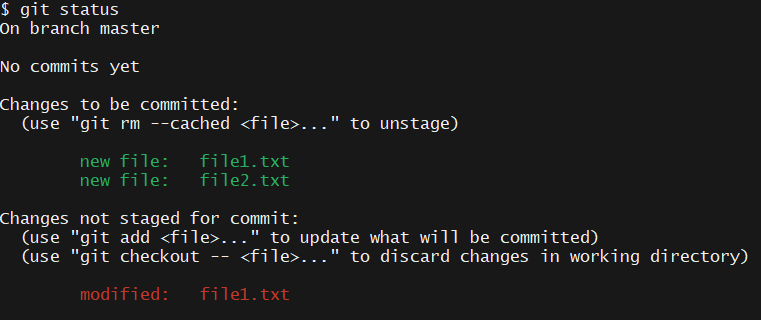 $ git status
On branch master
No commits yet
Changes to be committed:
(use "git rm --cached <file>..." to unstage)
new file: file1.txt
new file: file2.txt
Changes not staged for commit:
(use "git add <file>..." to update what will be committed)
(use "git checkout -- <file>..." to discard changes in working directory)
modified: file1.txt